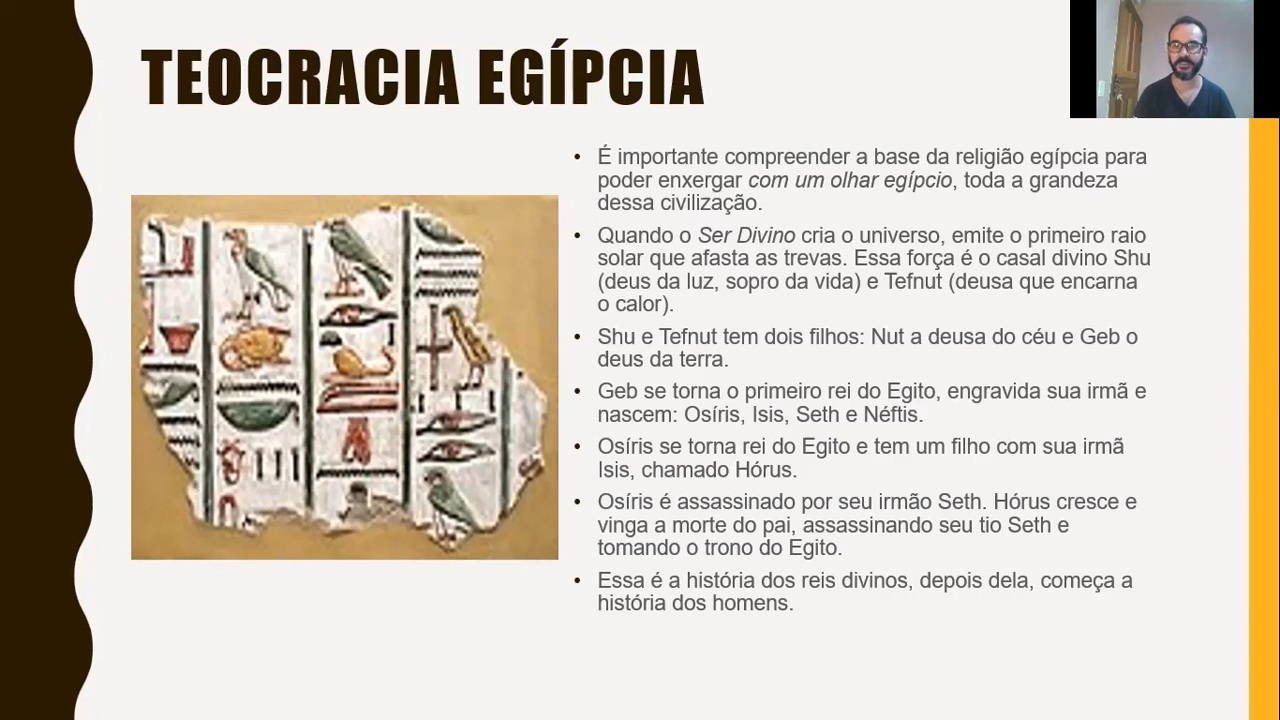 TEOCRACIA EGÍPCIA
• É importante compreender a base da religião egípcia para
poder enxergar com um olhar egípcio, toda a grandeza
dessa civilização.
• Quando o Ser Divino cria o universo, emite o primeiro raio
solar que afasta as trevas. Essa força é o casal divino Shu
(deus da luz, sopro da vida) e Tefnut (deusa que encarna
o calor).
• Shu e Tefnut tem dois filhos: Nut a deusa do céu e Geb o
deus da terra.
• Geb se torna o primeiro rei do Egito, engravida sua irmã e
nascem: Osíris, Isis, Seth e Néftis.
• Osíris se torna rei do Egito e tem um filho com sua irmã
Isis, chamado Hórus.
• Osíris é assassinado por seu irmão Seth. Hórus cresce e
vinga a morte do pai, assassinando seu tio Seth e
tomando o trono do Egito.
• Essa é a história dos reis divinos, depois dela, começa a
história dos homens.